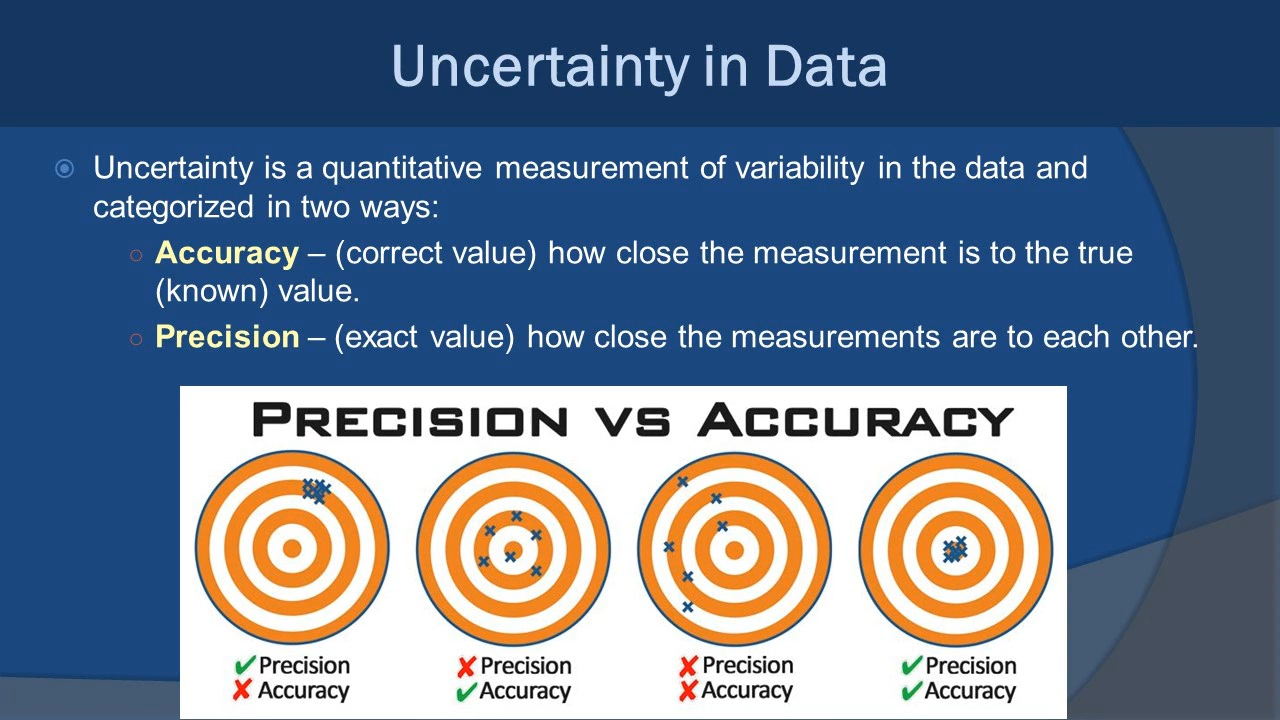 Uncertainty in Data
Uncertainty is a quantitative measurement of variability in the data and
categorized in two ways:
Accuracy – (correct value) how close the measurement is to the true
(known) value.
Precision – (exact value) how close the measurements are to each other.
PRECISION VS ACCURACY
✓ Precision
✗ Accuracy
✗ Precision
✓ Accuracy
✗ Precision
✗ Accuracy
✓ Precision
✓ Accuracy